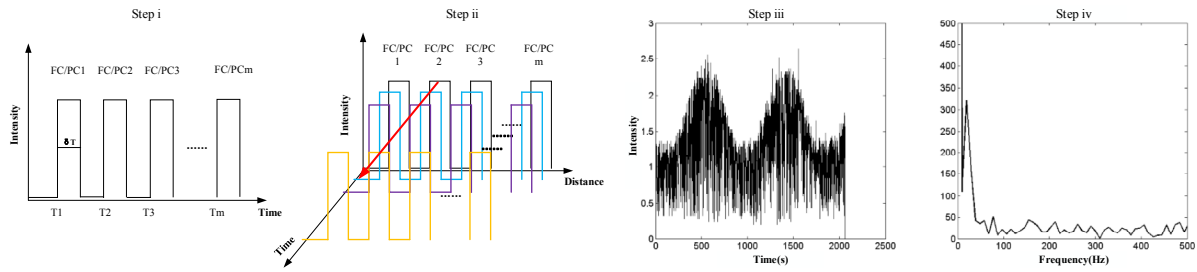 Step i
Step ii
Step iii
Step iv
Intensity
FC/PC1 FC/PC2 FC/PC3 FC/PCm
δT
......
T1 T2 T3 Tm Time
Intensity
FC/PC FC/PC FC/PC FC/PC
1 2 3 m
Distance
Time
Intensity
3
2.5
2
1.5
1
0.5
0
0 500 1000 1500 2000 2500
Time(s)
500
450
400
350
300
250
200
150
100
50
0
0 100 200 300 400 500
Frequency(Hz)